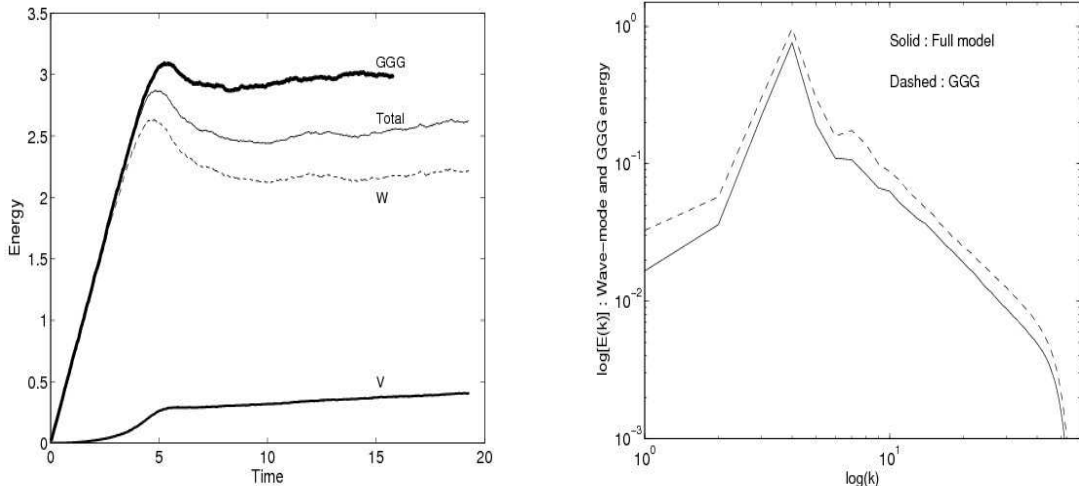 3.5
3
2.5
2
1.5
1
0.5
0
Energy
GGG
Total
W
V
0 5 10 15 20
Time
10^0
10^-1
10^-2
10^-3
log[E(k)] : Wave-mode and GGG energy
Solid : Full model
Dashed : GGG
10^0 10^1
log(k)